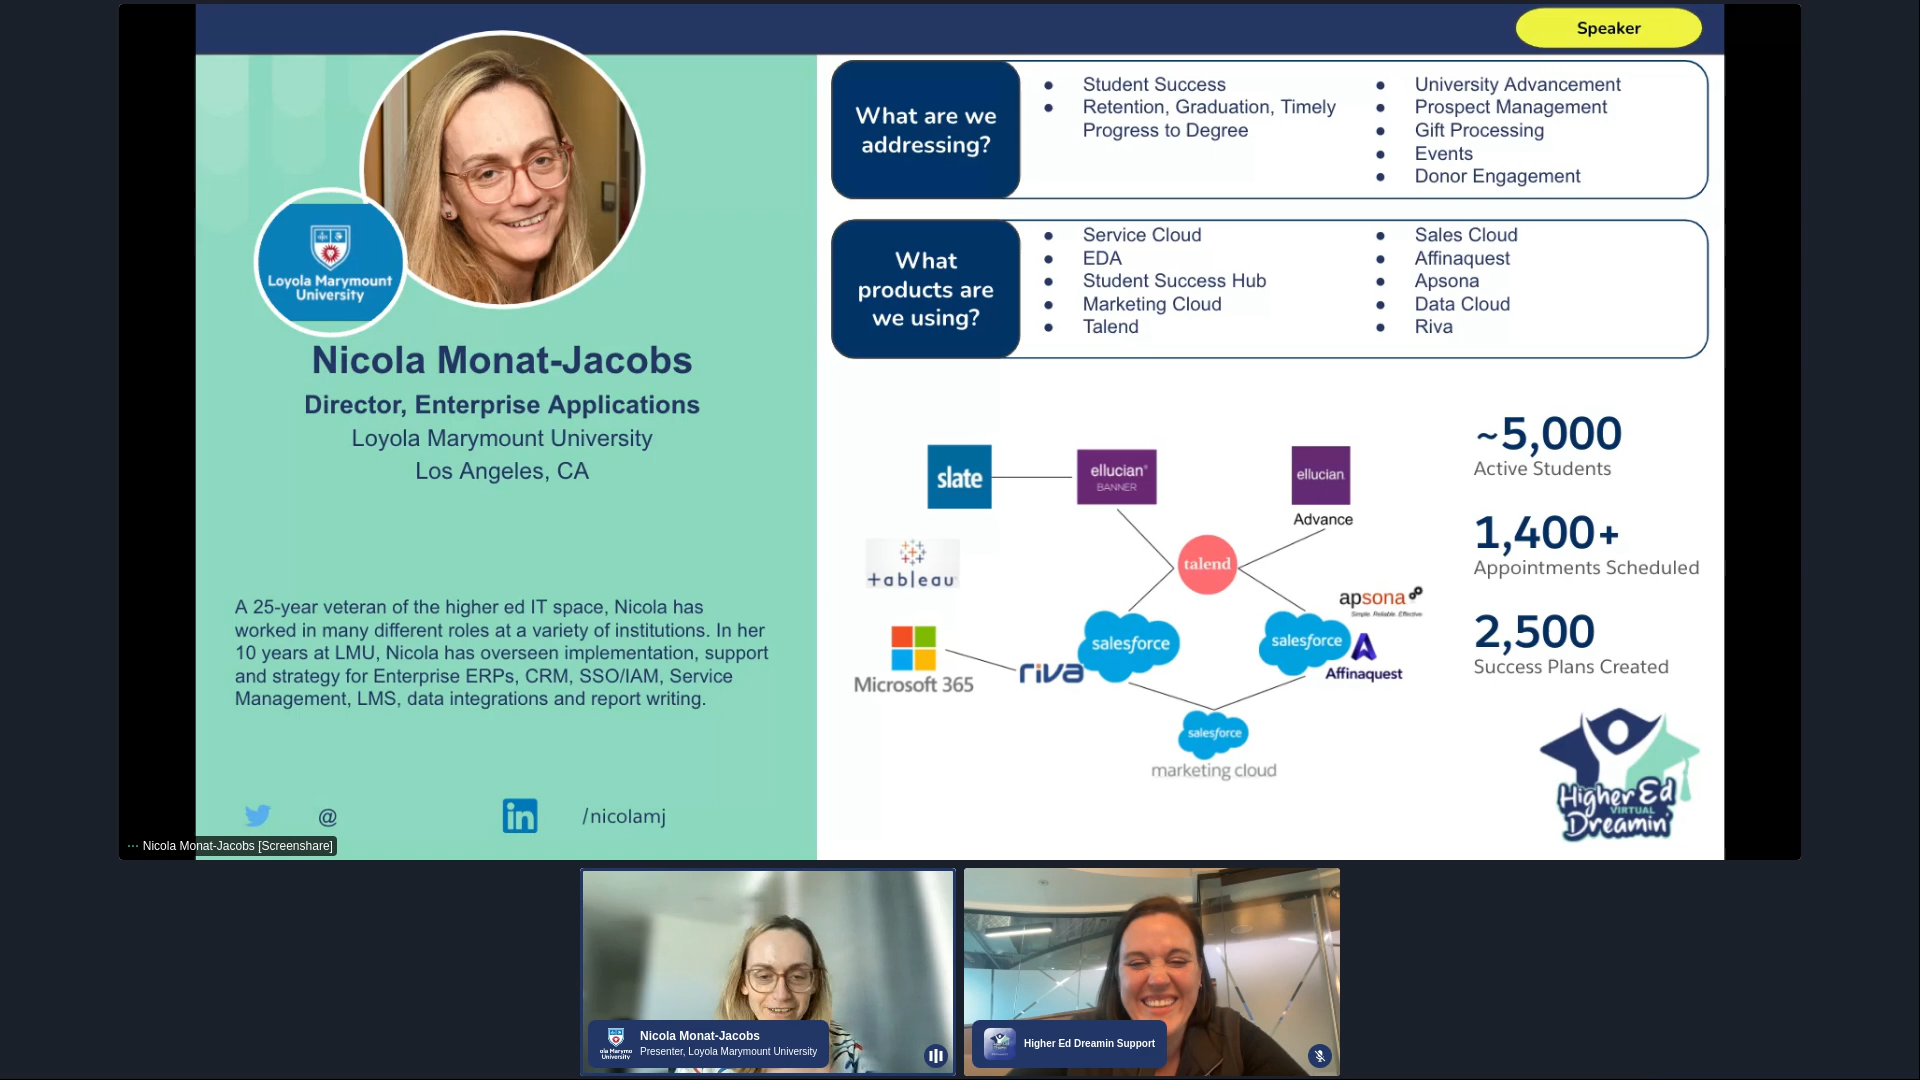 Speaker
Loyola Marymount
University
Nicola Monat-Jacobs
Director, Enterprise Applications
Loyola Marymount University
Los Angeles, CA
A 25-year veteran of the higher ed IT space, Nicola has
worked in many different roles at a variety of institutions. In her
10 years at LMU, Nicola has overseen implementation, support
and strategy for Enterprise ERPs, CRM, SSO/IAM, Service
Management, LMS, data integrations and report writing.
@
in
/nicolamj
What are we
addressing?
• Student Success
• Retention, Graduation, Timely
Progress to Degree
• University Advancement
• Prospect Management
• Gift Processing
• Events
• Donor Engagement
What
products are
we using?
• Service Cloud
• EDA
• Student Success Hub
• Marketing Cloud
• Talend
• Sales Cloud
• Affinaquest
• Apsona
• Data Cloud
• Riva
slate
ellucian®
BANNER
ellucian
Advance
talend
+ableau
apsona
Simple. Reliable. Effective
salesforce
salesforce
Affinaquest
Microsoft 365
riva
salesforce
marketing cloud
~5,000
Active Students
1,400+
Appointments Scheduled
2,500
Success Plans Created
Higher Ed
VIRTUAL
Dreamin'
Nicola Monat-Jacobs [Screenshare]
ola Marymo
University
Nicola Monat-Jacobs
Presenter, Loyola Marymount University
Higher Ed Dreamin Support